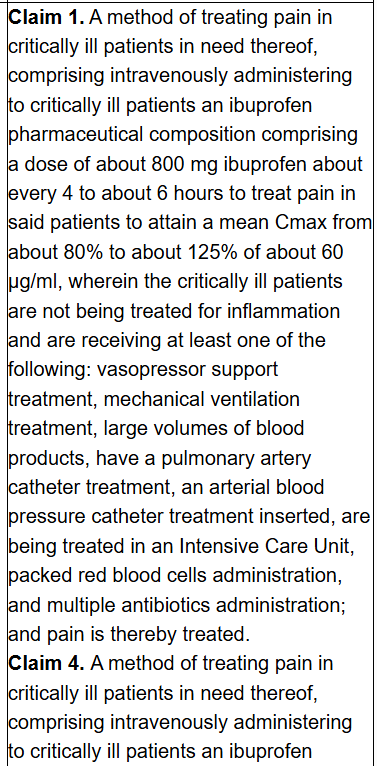 Claim 1. A method of treating pain in
critically ill patients in need thereof,
comprising intravenously administering
to critically ill patients an ibuprofen
pharmaceutical composition comprising
a dose of about 800 mg ibuprofen about
every 4 to about 6 hours to treat pain in
said patients to attain a mean Cmax from
about 80% to about 125% of about 60
µg/ml, wherein the critically ill patients
are not being treated for inflammation
and are receiving at least one of the
following: vasopressor support
treatment, mechanical ventilation
treatment, large volumes of blood
products, have a pulmonary artery
catheter treatment, an arterial blood
pressure catheter treatment inserted, are
being treated in an Intensive Care Unit,
packed red blood cells administration,
and multiple antibiotics administration;
and pain is thereby treated.
Claim 4. A method of treating pain in
critically ill patients in need thereof,
comprising intravenously administering
to critically ill patients an ibuprofen